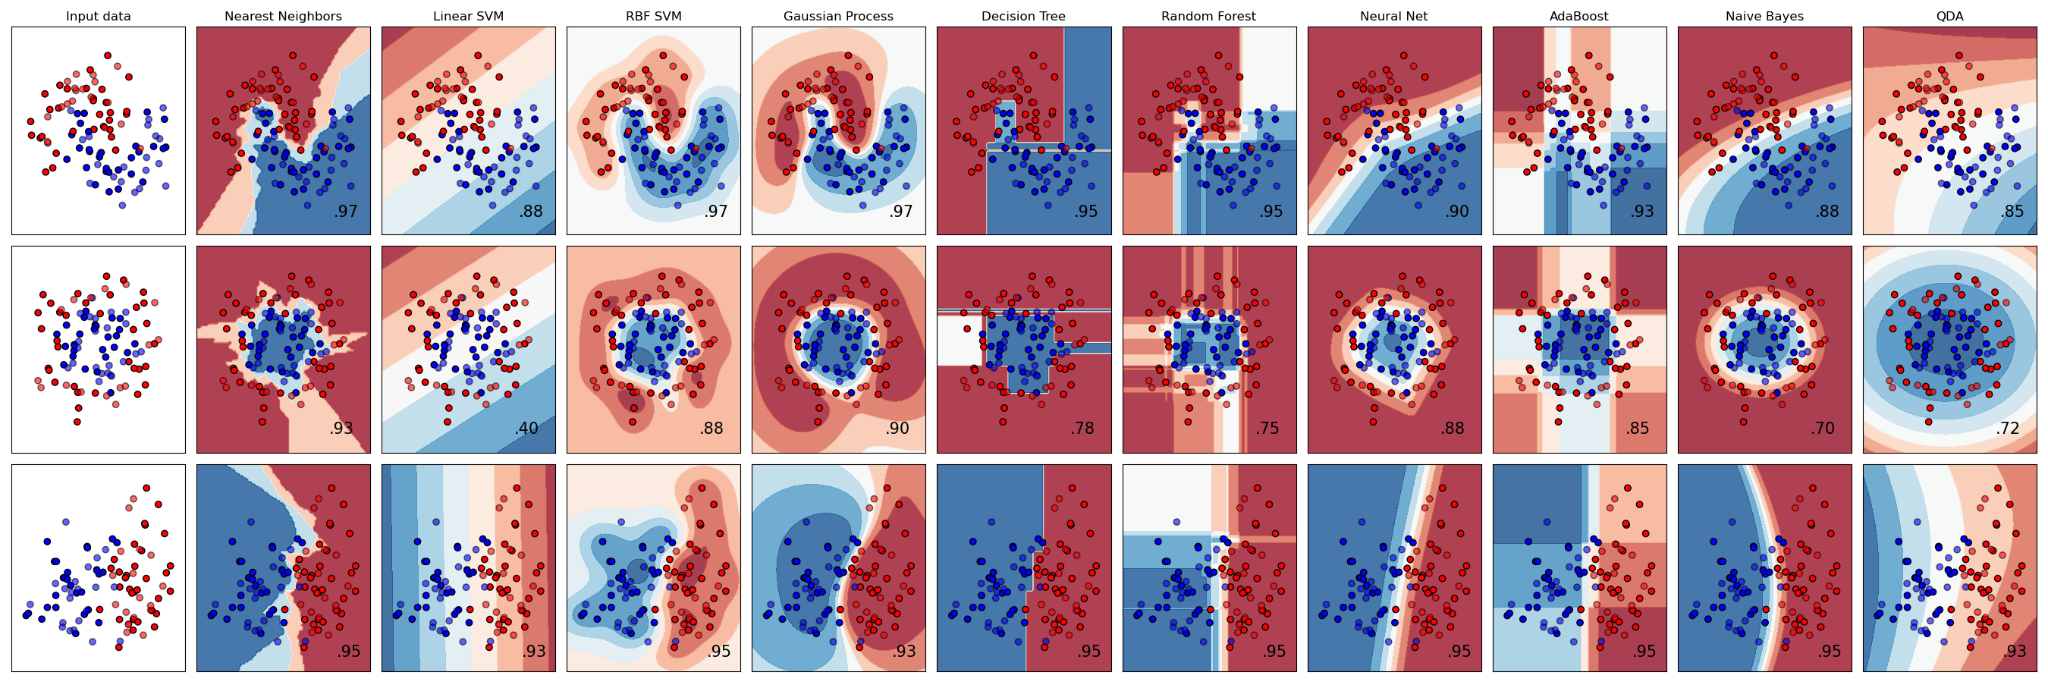 Input data Nearest Neighbors Linear SVM RBF SVM Gaussian Process Decision Tree Random Forest Neural Net AdaBoost Naive Bayes QDA
.97 .88 .97 .97 .95 .95 .90 .93 .88 .85
.93 .40 .88 .90 .78 .75 .88 .85 .70 .72
.95 .93 .95 .93 .95 .95 .95 .95 .95 .93